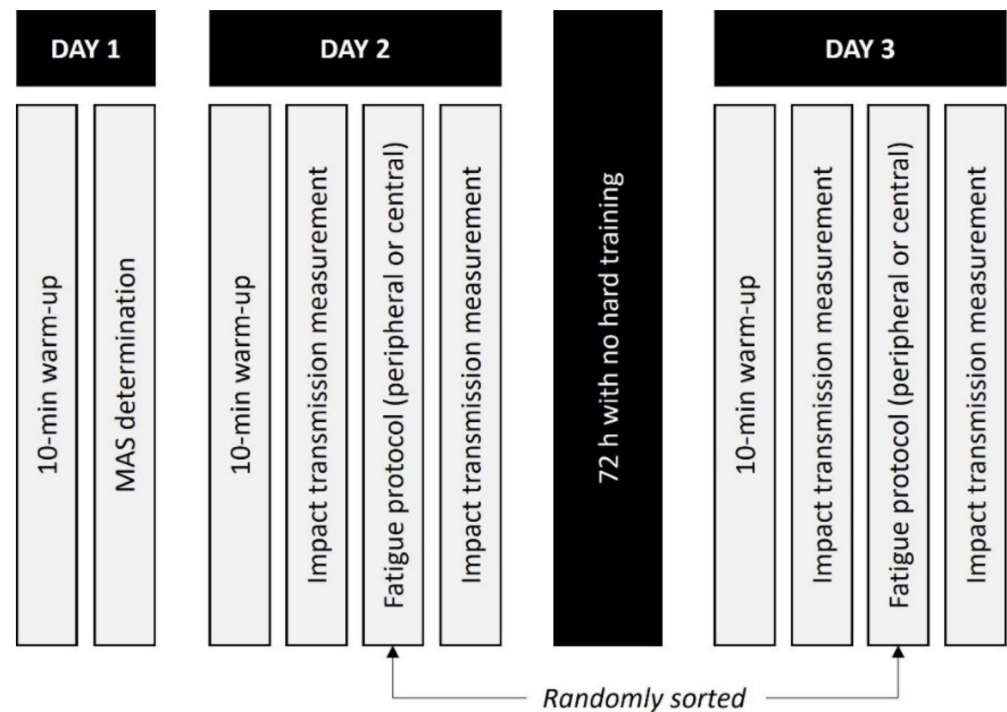 DAY 1
10-min warm-up
MAS determination
DAY 2
10-min warm-up
Impact transmission measurement
Fatigue protocol (peripheral or central)
Impact transmission measurement
72 h with no hard training
DAY 3
10-min warm-up
Impact transmission measurement
Fatigue protocol (peripheral or central)
Impact transmission measurement
Randomly sorted